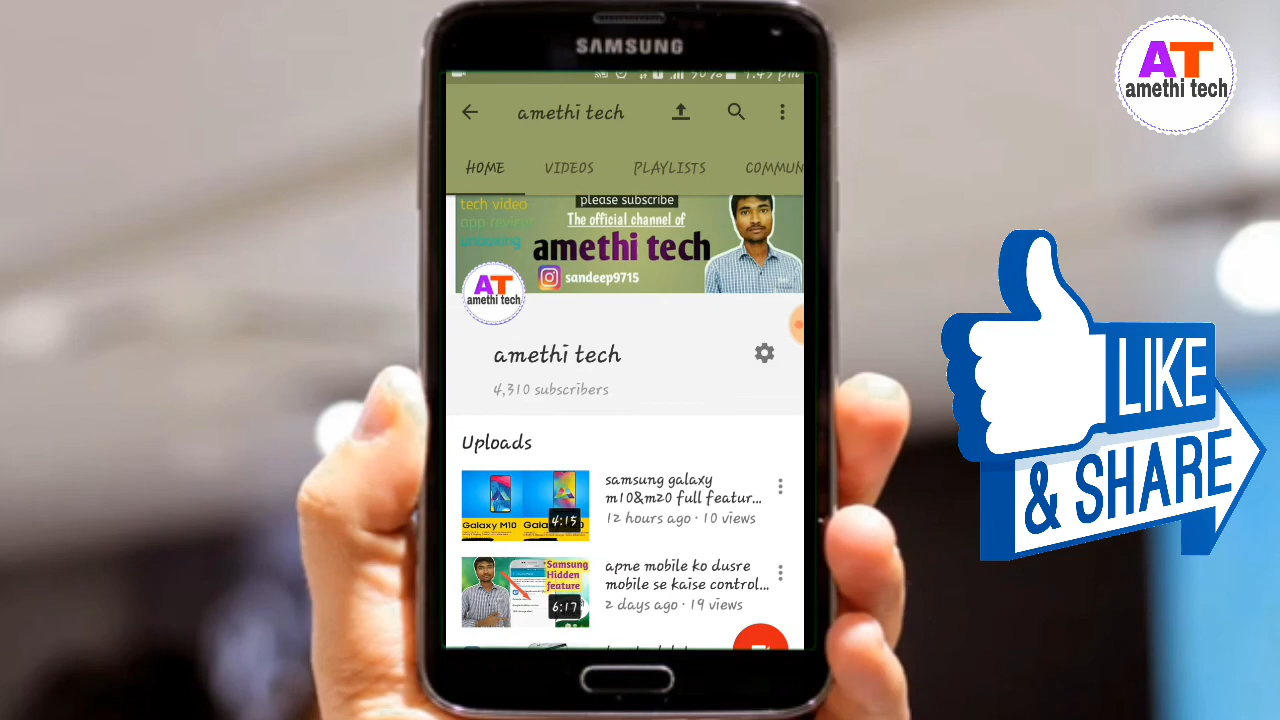 SAMSUNG
AT
amethi tech
amethi tech
HOME VIDEOS PLAYLISTS COMMUN
please subscribe
tech video
The official channel of
app review
unboxing
amethi tech
sandeep9715
AT
amethi tech
amethi tech
4,310 subscribers
Uploads
samsung galaxy
m10&m20 full featur...
12 hours ago · 10 views
Galaxy M10
4:15
apne mobile ko dusre
mobile se kaise control...
2 days ago · 19 views
Samsung
Hidden
feature
6:17
LIKE
& SHARE